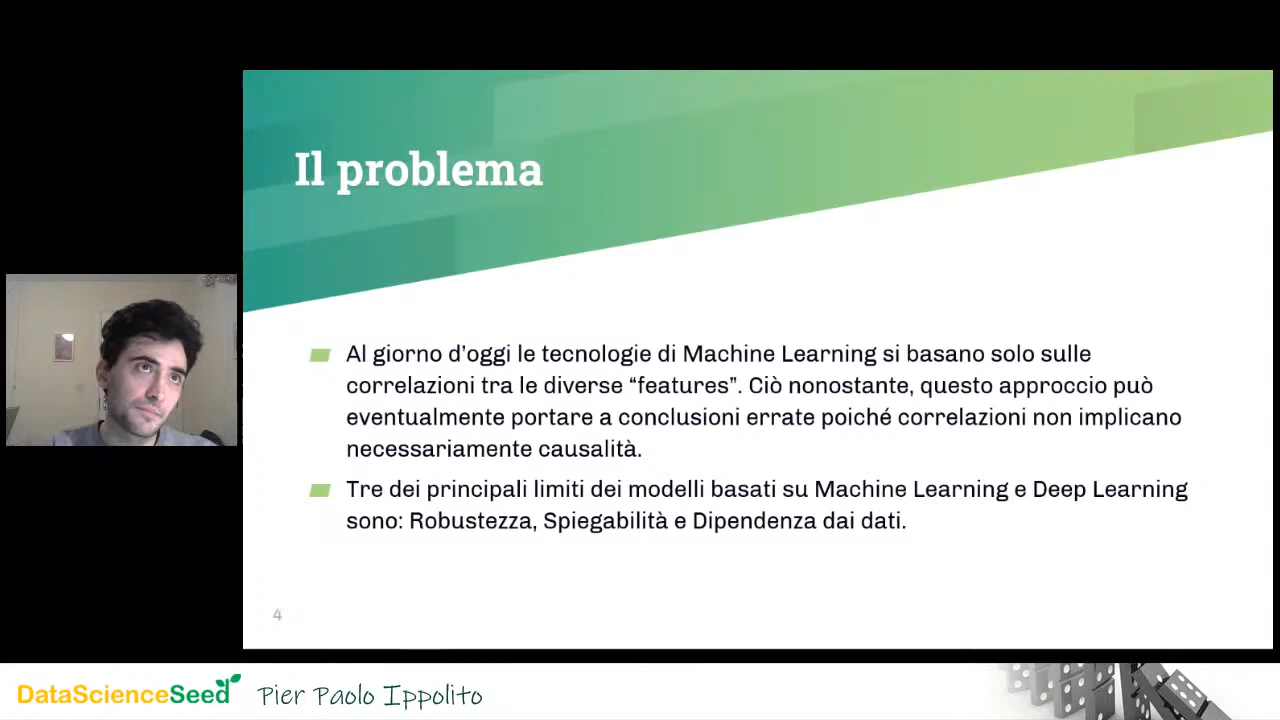 Il problema
Al giorno d’oggi le tecnologie di Machine Learning si basano solo sulle
correlazioni tra le diverse “features”. Ciò nonostante, questo approccio può
eventualmente portare a conclusioni errate poiché correlazioni non implicano
necessariamente causalità.
Tre dei principali limiti dei modelli basati su Machine Learning e Deep Learning
sono: Robustezza, Spiegabilità e Dipendenza dai dati.
4
DataScienceSeed Pier Paolo Ippolito